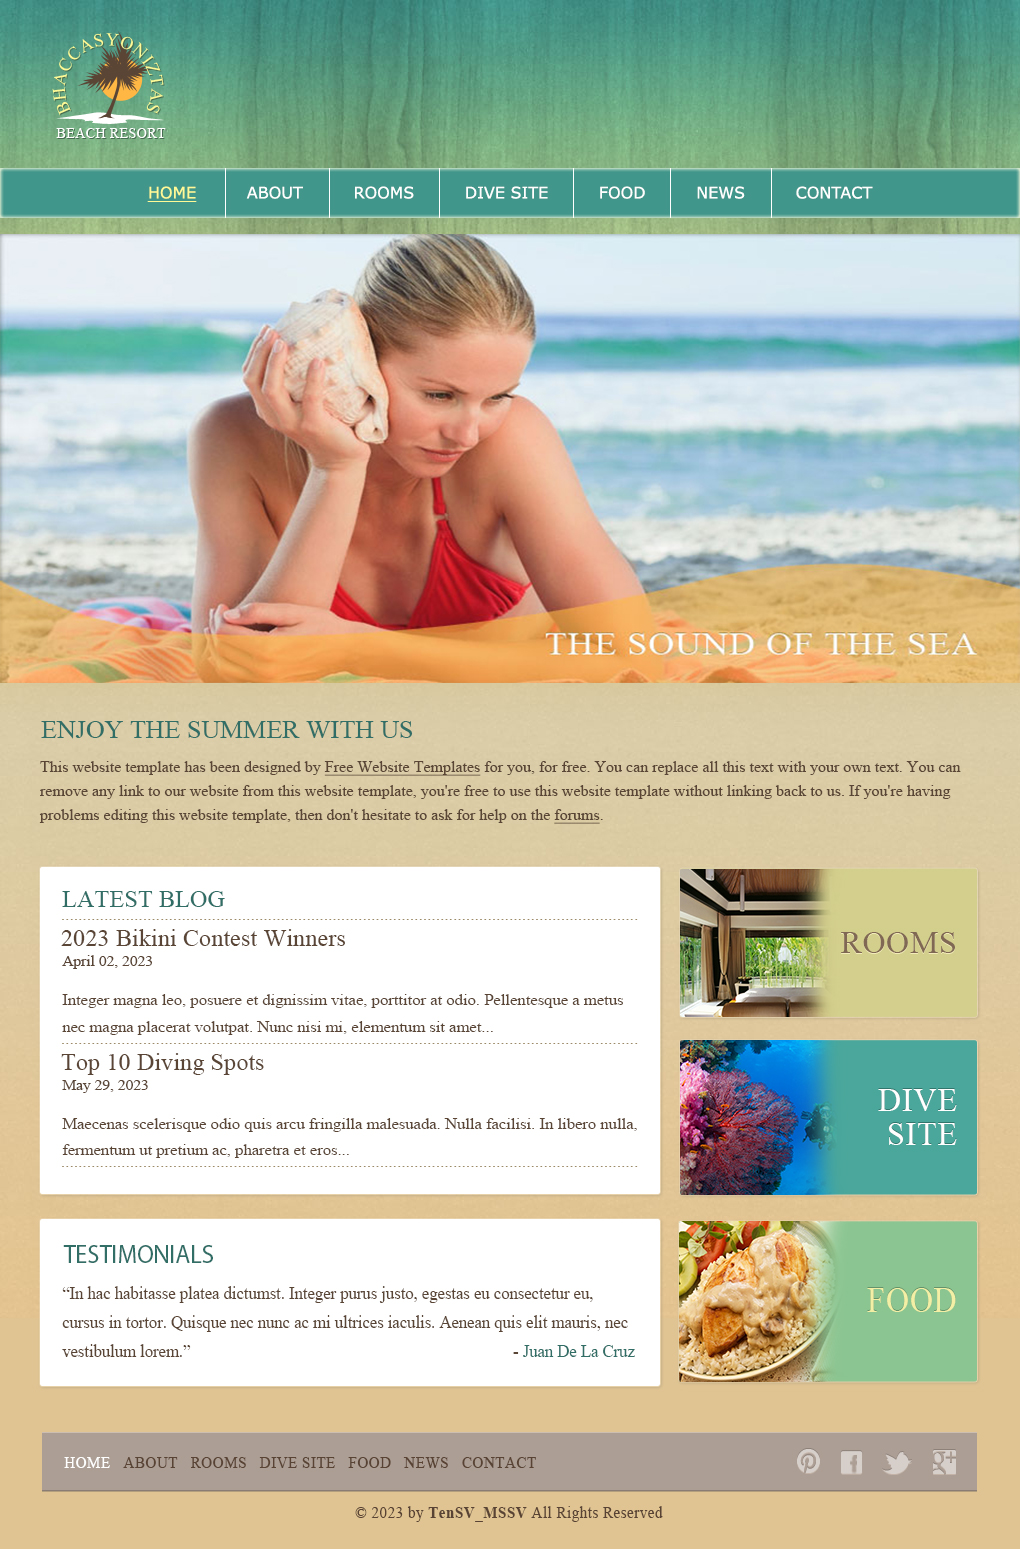 BHACCASYONIZTAS
BEACH RESORT
HOME ABOUT ROOMS DIVE SITE FOOD NEWS CONTACT
THE SOUND OF THE SEA
ENJOY THE SUMMER WITH US
This website template has been designed by Free Website Templates for you, for free. You can replace all this text with your own text. You can
remove any link to our website from this website template, you're free to use this website template without linking back to us. If you're having
problems editing this website template, then don't hesitate to ask for help on the forums.
LATEST BLOG
2023 Bikini Contest Winners
April 02, 2023
Integer magna leo, posuere et dignissim vitae, porttitor at odio. Pellentesque a metus
nec magna placerat volutpat. Nunc nisi mi, elementum sit amet...
Top 10 Diving Spots
May 29, 2023
Maecenas scelerisque odio quis arcu fringilla malesuada. Nulla facilisi. In libero nulla,
fermentum ut pretium ac, pharetra et eros...
ROOMS
DIVE
SITE
FOOD
TESTIMONIALS
“In hac habitasse platea dictumst. Integer purus justo, egestas eu consectetur eu,
cursus in tortor. Quisque nec nunc ac mi ultrices iaculis. Aenean quis elit mauris, nec
vestibulum lorem.” - Juan De La Cruz
HOME ABOUT ROOMS DIVE SITE FOOD NEWS CONTACT
© 2023 by TenSV_MSSV All Rights Reserved